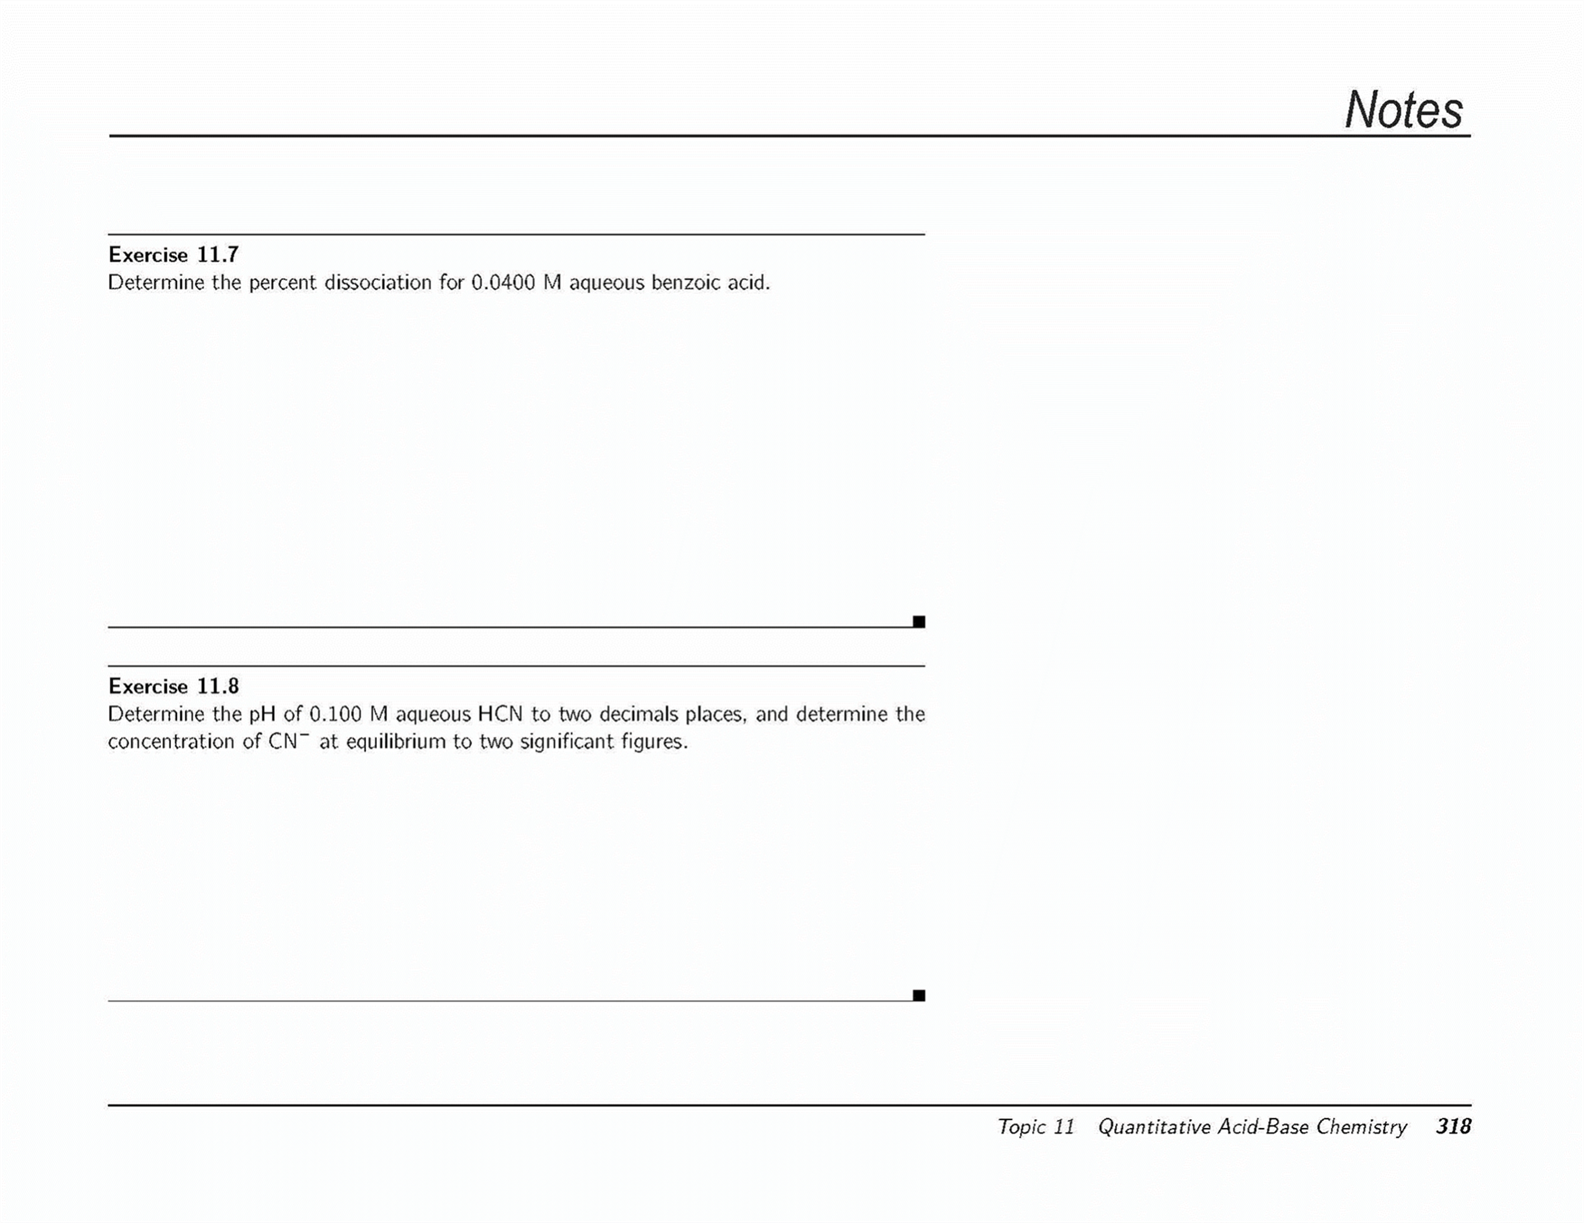 Notes
Exercise 11.7
Determine the percent dissociation for 0.0400 M aqueous benzoic acid.
Exercise 11.8
Determine the pH of 0.100 M aqueous HCN to two decimals places, and determine the
concentration of CN⁻ at equilibrium to two significant figures.
Topic 11 Quantitative Acid-Base Chemistry 318